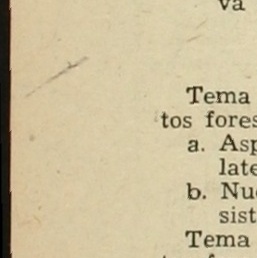 va
Tema
tos fores
a. Asp
late
b. Nu
sist
Tema